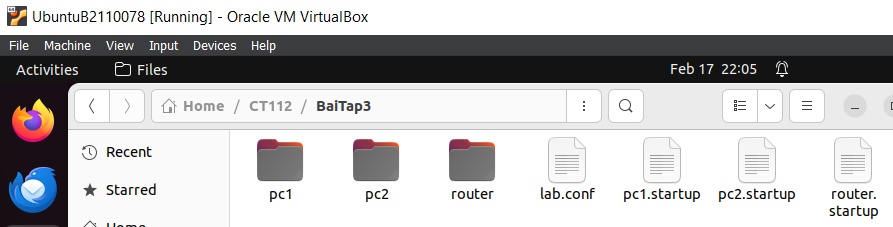 UbuntuB2110078 [Running] - Oracle VM VirtualBox
File Machine View Input Devices Help
Activities Files Feb 17 22:05
Home / CT112 / BaiTap3
Recent
Starred
Home
pc1 pc2 router lab.conf pc1.startup pc2.startup router.
startup